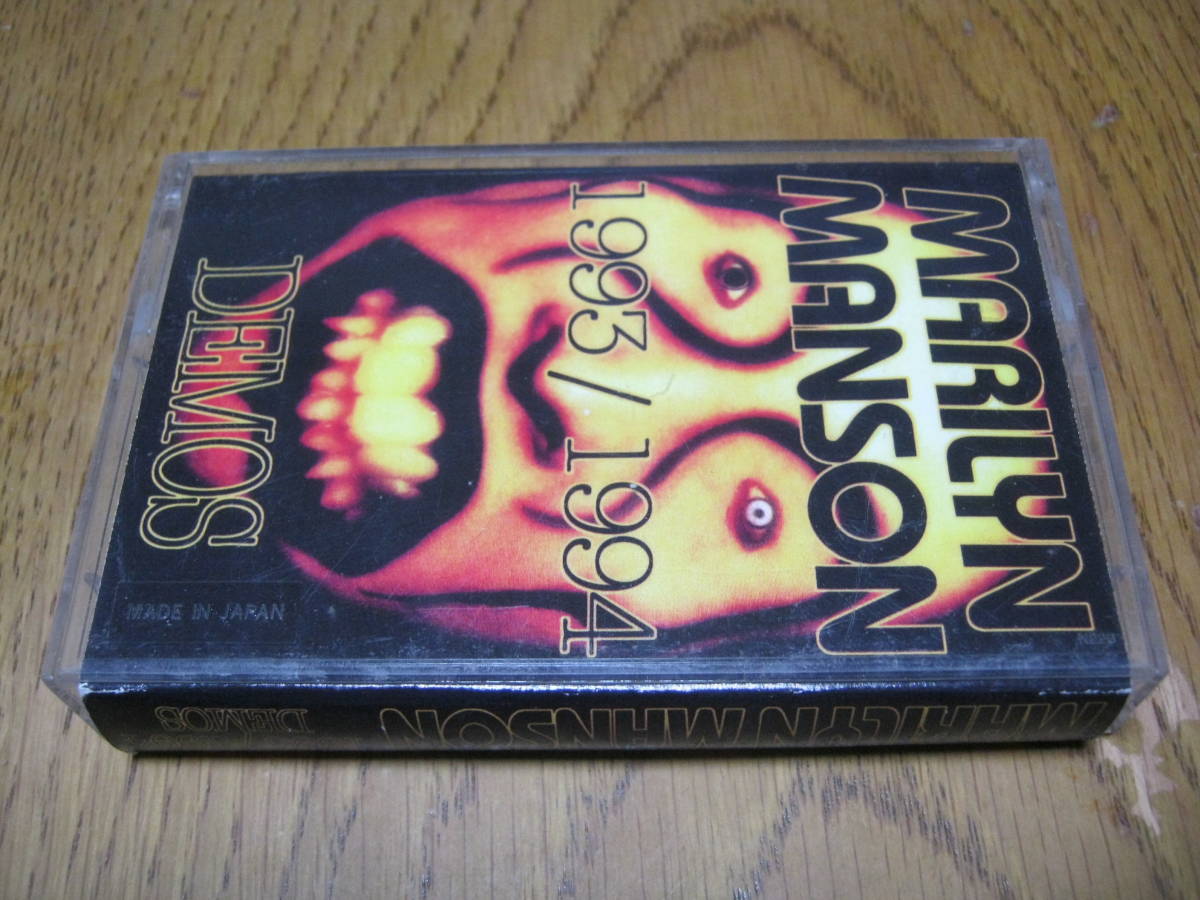 MARILYN
MANSON
1993 / 1994
DEMOS
MADE IN JAPAN
MARILYN MANSON
DEMOS